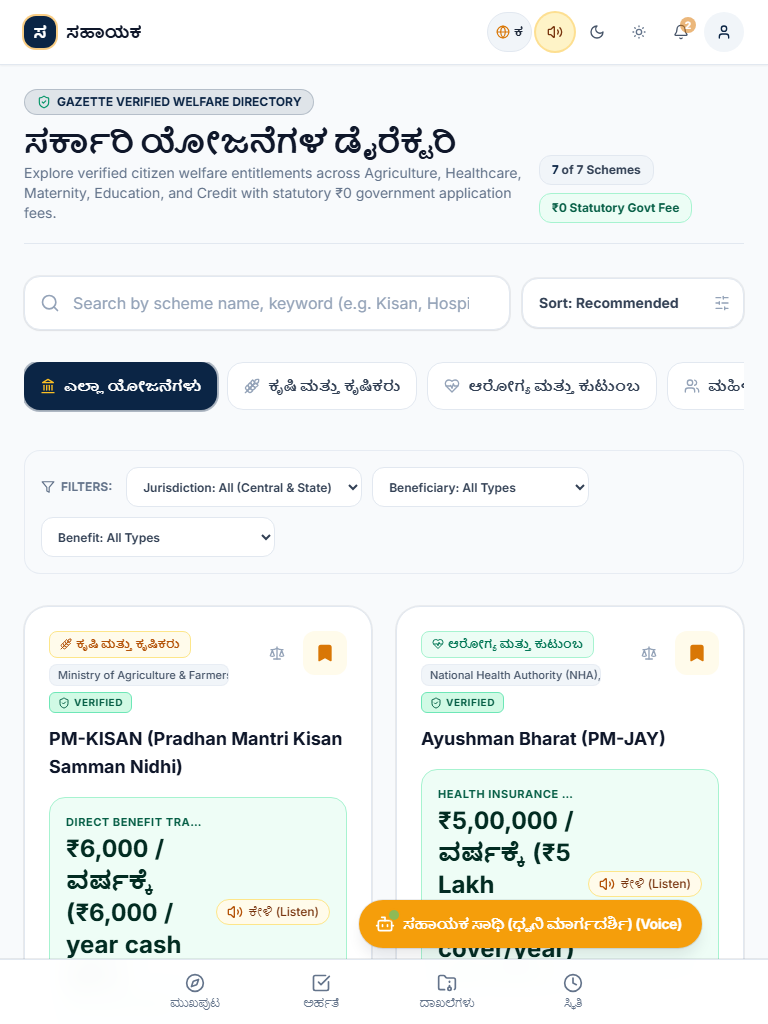 ಸ ಸಹಾಯಕ ಕ 2
GAZETTE VERIFIED WELFARE DIRECTORY
ಸರ್ಕಾರಿ ಯೋಜನೆಗಳ ಡೈರೆಕ್ಟರಿ
Explore verified citizen welfare entitlements across Agriculture, Healthcare,
Maternity, Education, and Credit with statutory ₹0 government application
fees.
7 of 7 Schemes
₹0 Statutory Govt Fee
Search by scheme name, keyword (e.g. Kisan, Hospi
Sort: Recommended
ಎಲ್ಲಾ ಯೋಜನೆಗಳು ಕೃಷಿ ಮತ್ತು ಕೃಷಿಕರು ಆರೋಗ್ಯ ಮತ್ತು ಕುಟುಂಬ
FILTERS: Jurisdiction: All (Central & State) Beneficiary: All Types
Benefit: All Types
ಕೃಷಿ ಮತ್ತು ಕೃಷಿಕರು
Ministry of Agriculture & Farmers
VERIFIED
PM-KISAN (Pradhan Mantri Kisan
Samman Nidhi)
DIRECT BENEFIT TRA...
₹6,000 /
ವರ್ಷಕ್ಕೆ
(₹6,000 /
year cash
ಕೇಳಿ (Listen)
ಆರೋಗ್ಯ ಮತ್ತು ಕುಟುಂಬ
National Health Authority (NHA),
VERIFIED
Ayushman Bharat (PM-JAY)
HEALTH INSURANCE ...
₹5,00,000 /
ವರ್ಷಕ್ಕೆ (₹5
Lakh
cover/year)
ಕೇಳಿ (Listen)
ಸಹಾಯಕ ಸಾಥಿ (ಧ್ವನಿ ಮಾರ್ಗದರ್ಶಿ) (Voice)
ಮುಖಪುಟ ಅರ್ಹತೆ ದಾಖಲೆಗಳು ಸ್ಥಿತಿ